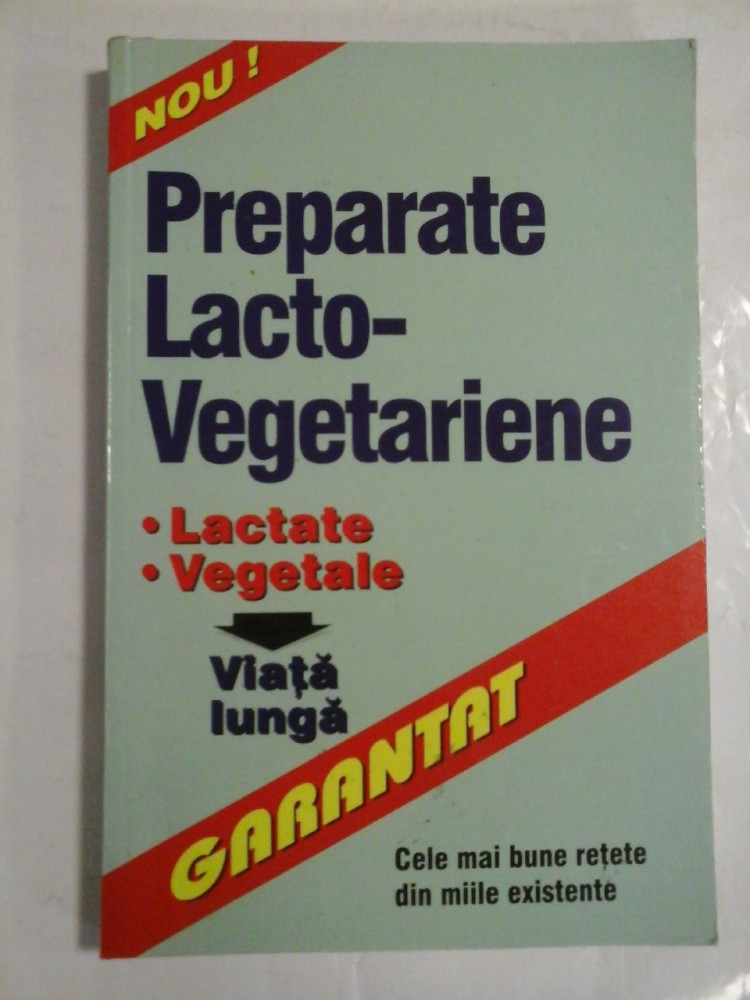 NOU !
Preparate
Lacto-
Vegetariene
• Lactate
• Vegetale
Viață
lungă
GARANTAT
Cele mai bune rețete
din miile existente